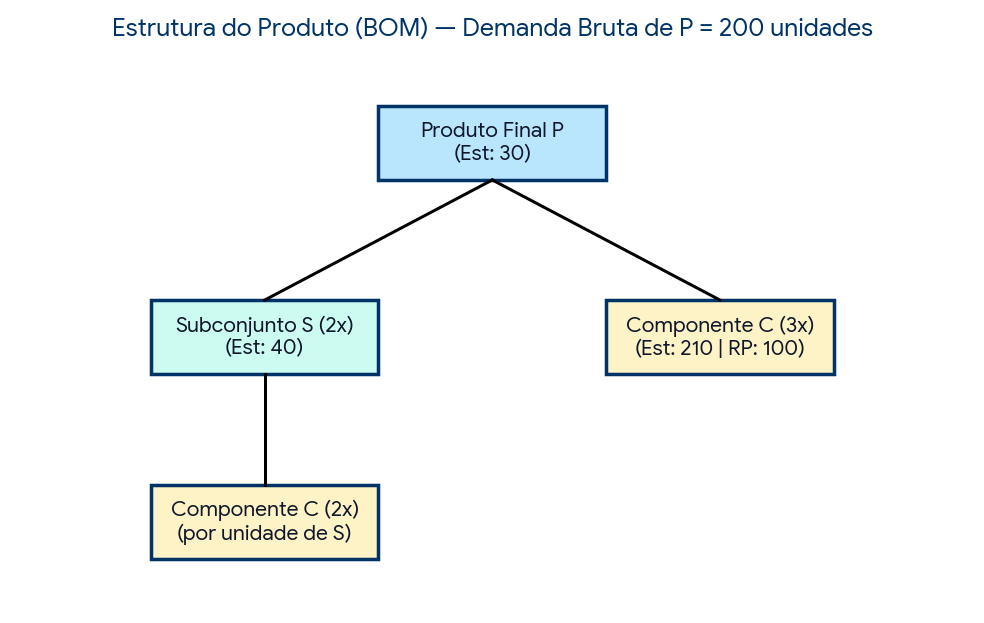 Estrutura do Produto (BOM) — Demanda Bruta de P = 200 unidades
Produto Final P
(Est: 30)
Subconjunto S (2x)
(Est: 40)
Componente C (3x)
(Est: 210 | RP: 100)
Componente C (2x)
(por unidade de S)